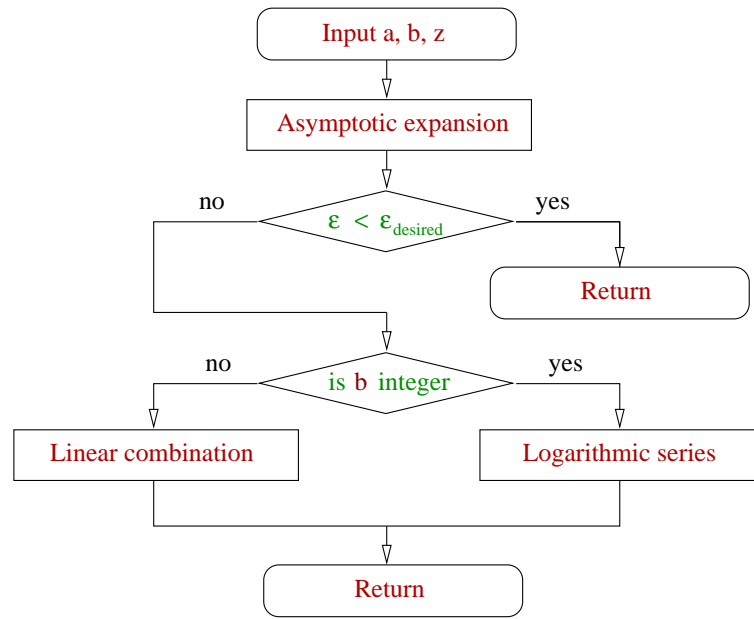 Input a, b, z
Asymptotic expansion
no
yes
ε < ε_desired
Return
no
yes
is b integer
Linear combination
Logarithmic series
Return